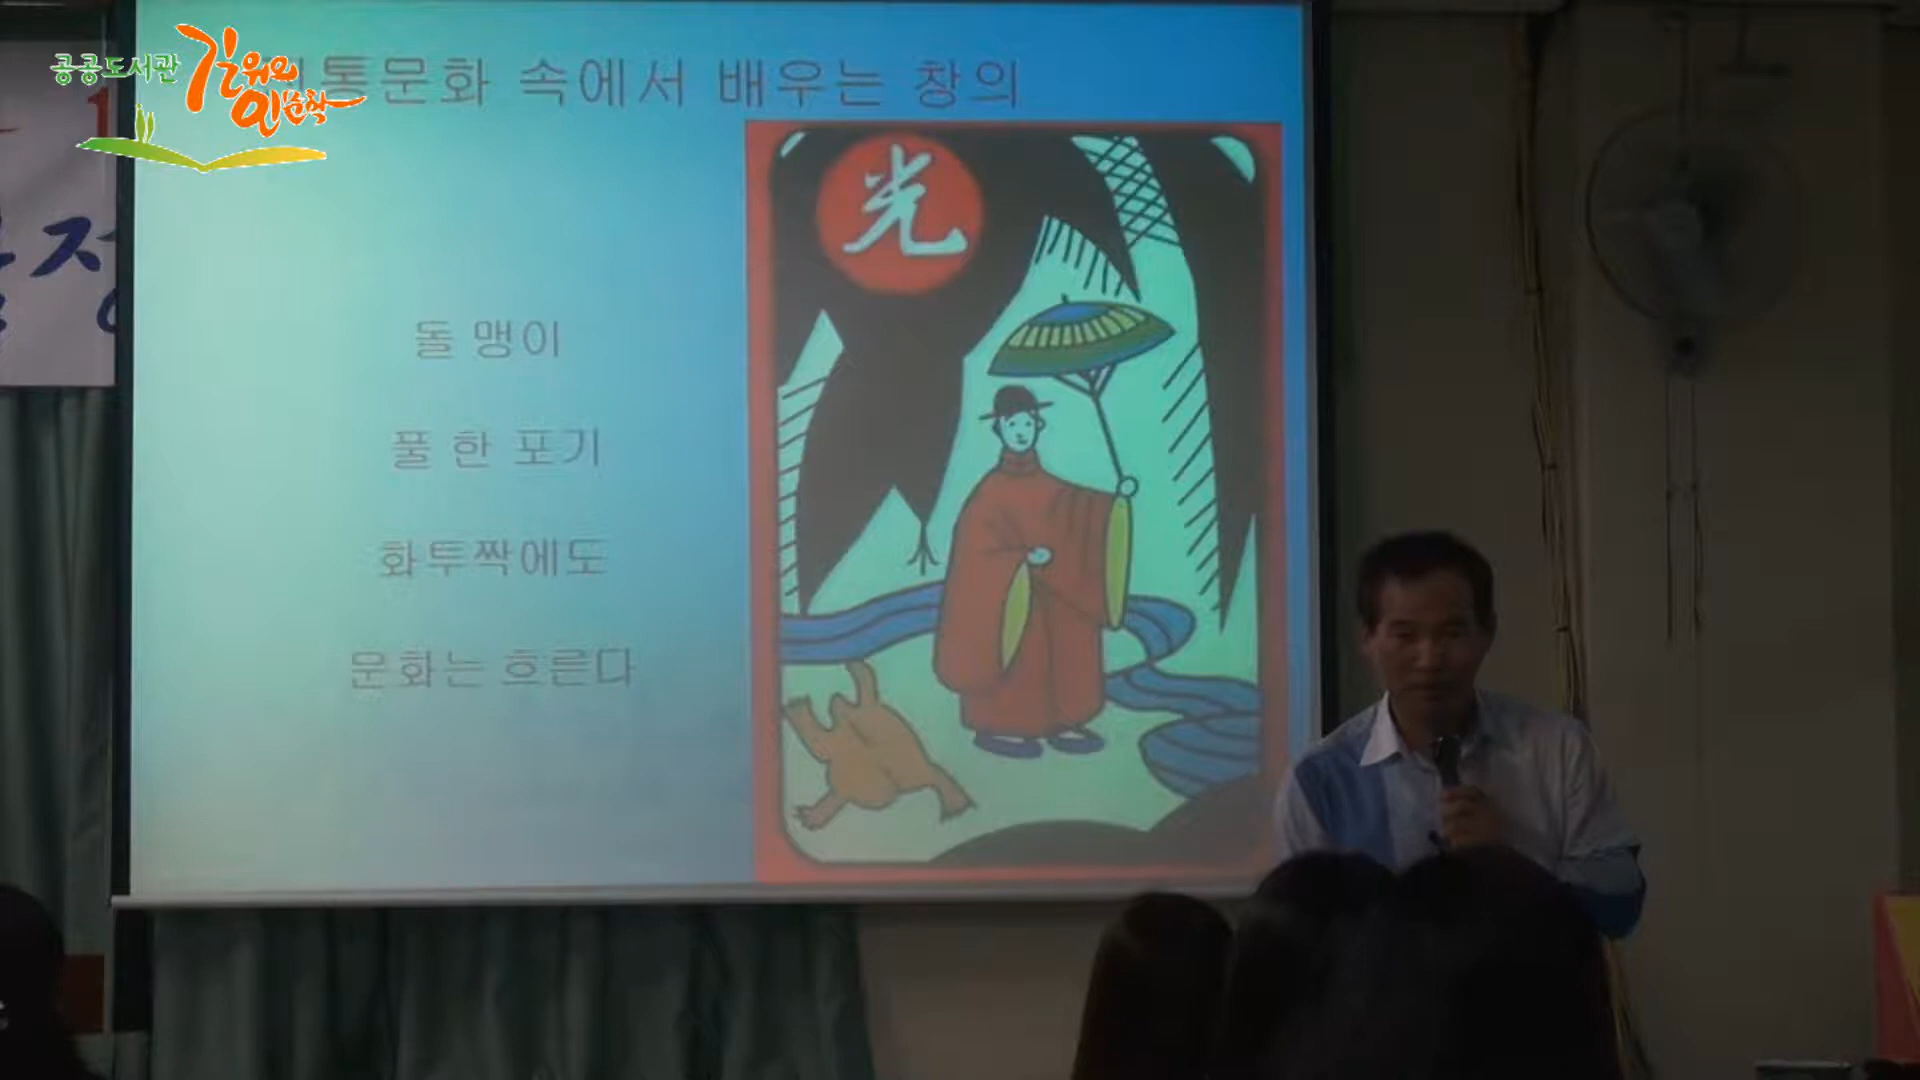 공공도서관
길 위의
인문학
통문화 속에서 배우는 창의
光
돌 맹이
풀 한 포기
화투짝에도
문화는 흐른다